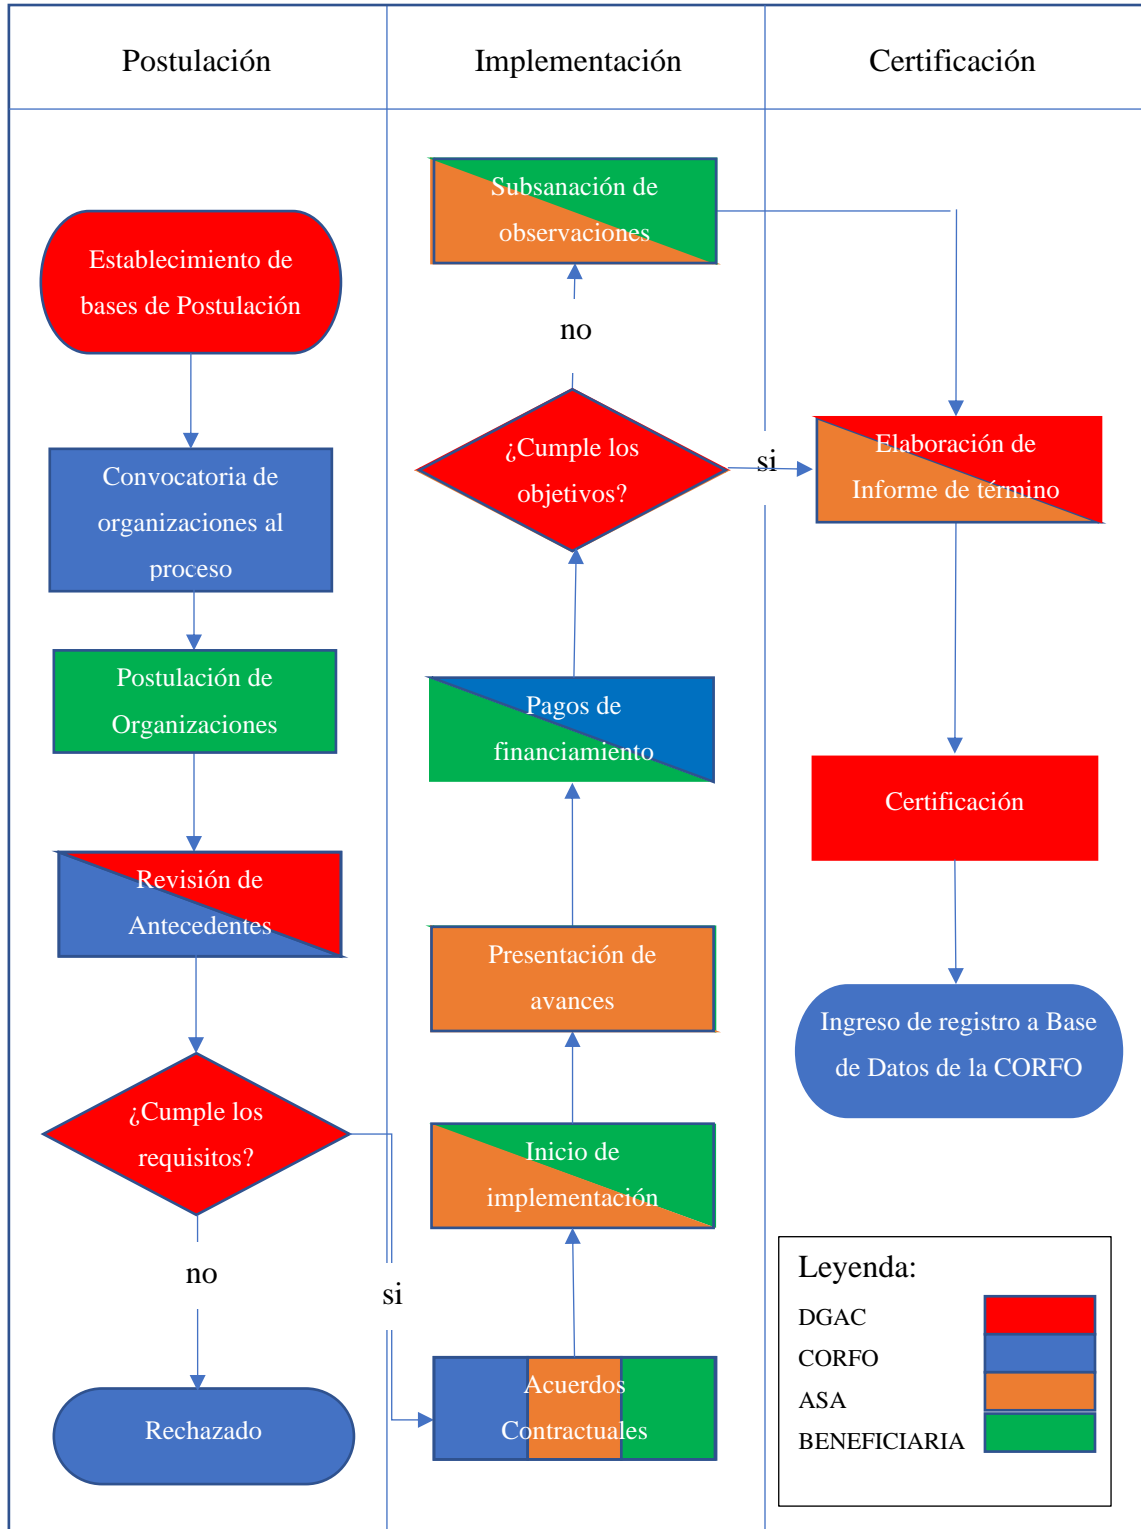 Postulación
Implementación
Certificación
Establecimiento de
bases de Postulación
Convocatoria de
organizaciones al
proceso
Postulación de
Organizaciones
Revisión de
Antecedentes
¿Cumple los
requisitos?
no
si
Rechazado
Subsanación de
observaciones
no
¿Cumple los
objetivos?
si
Pagos de
financiamiento
Presentación de
avances
Inicio de
implementación
Acuerdos
Contractuales
Elaboración de
Informe de término
Certificación
Ingreso de registro a Base
de Datos de la CORFO
Leyenda:
DGAC
CORFO
ASA
BENEFICIARIA